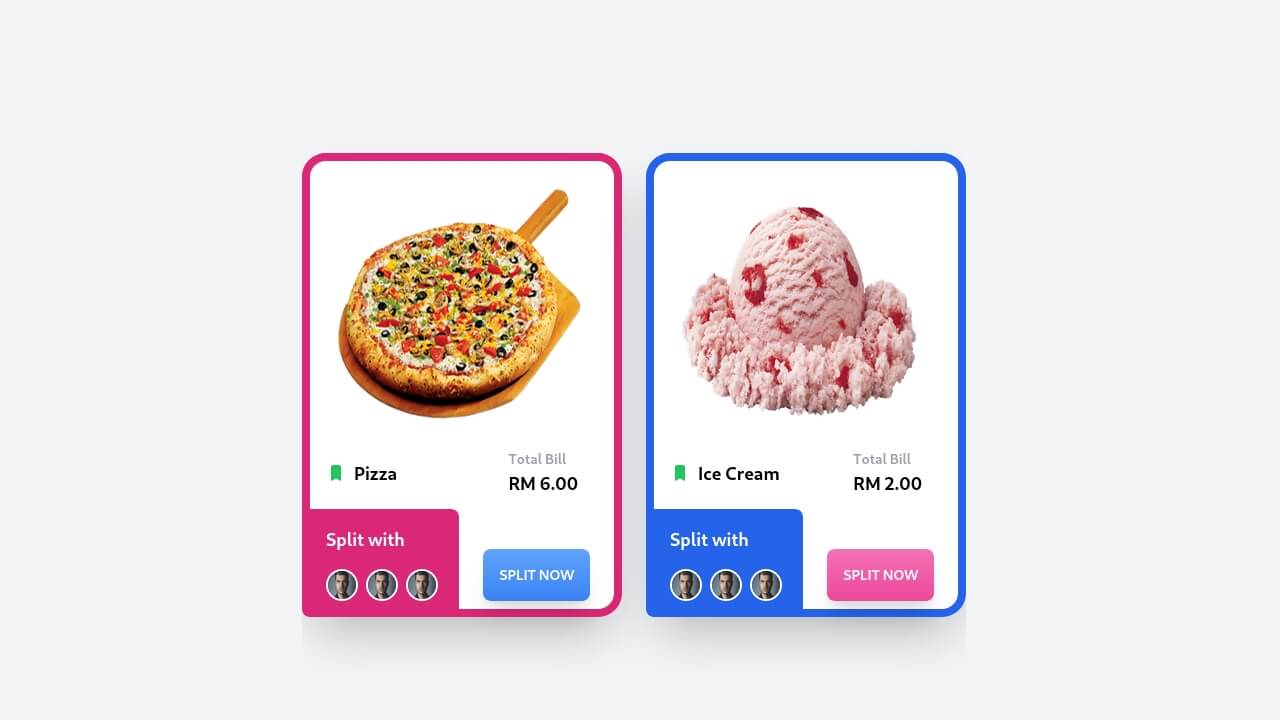 Pizza
Total Bill
RM 6.00
Split with
SPLIT NOW
Ice Cream
Total Bill
RM 2.00
Split with
SPLIT NOW